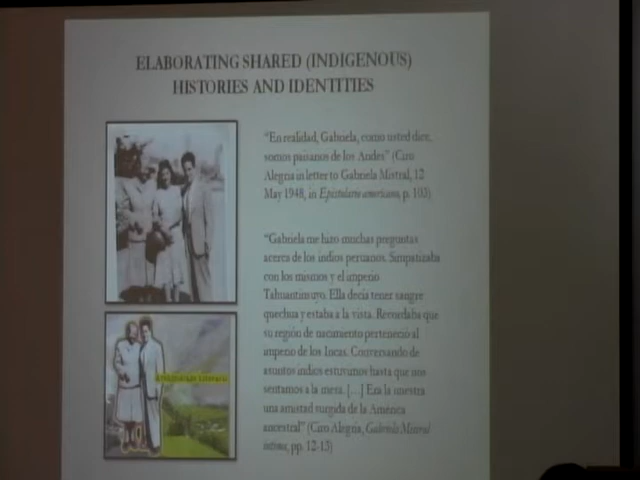 ELABORATING SHARED (INDIGENOUS)
HISTORIES AND IDENTITIES
"En realidad, Gabriela, como usted dice,
somos paisanos de los Andes" (Ciro
Alegría in letter to Gabriela Mistral, 12
May 1948, in Epistolario americano, p. 103)
"Gabriela me hizo muchas preguntas
acerca de los indios peruanos. Simpatizaba
con los mismos y el imperio
Tahuantinsuyo. Ella decía tener sangre
quechua y estaba a la vista. Recordaba que
su región de nacimiento perteneció al
imperio de los Incas. Conversando de
asuntos indios estuvimos hasta que nos
sentamos a la mesa. [...] Era la nuestra
una amistad surgida de la América
ancestral" (Ciro Alegría, Gabriela Mistral
íntima, pp. 12-13)